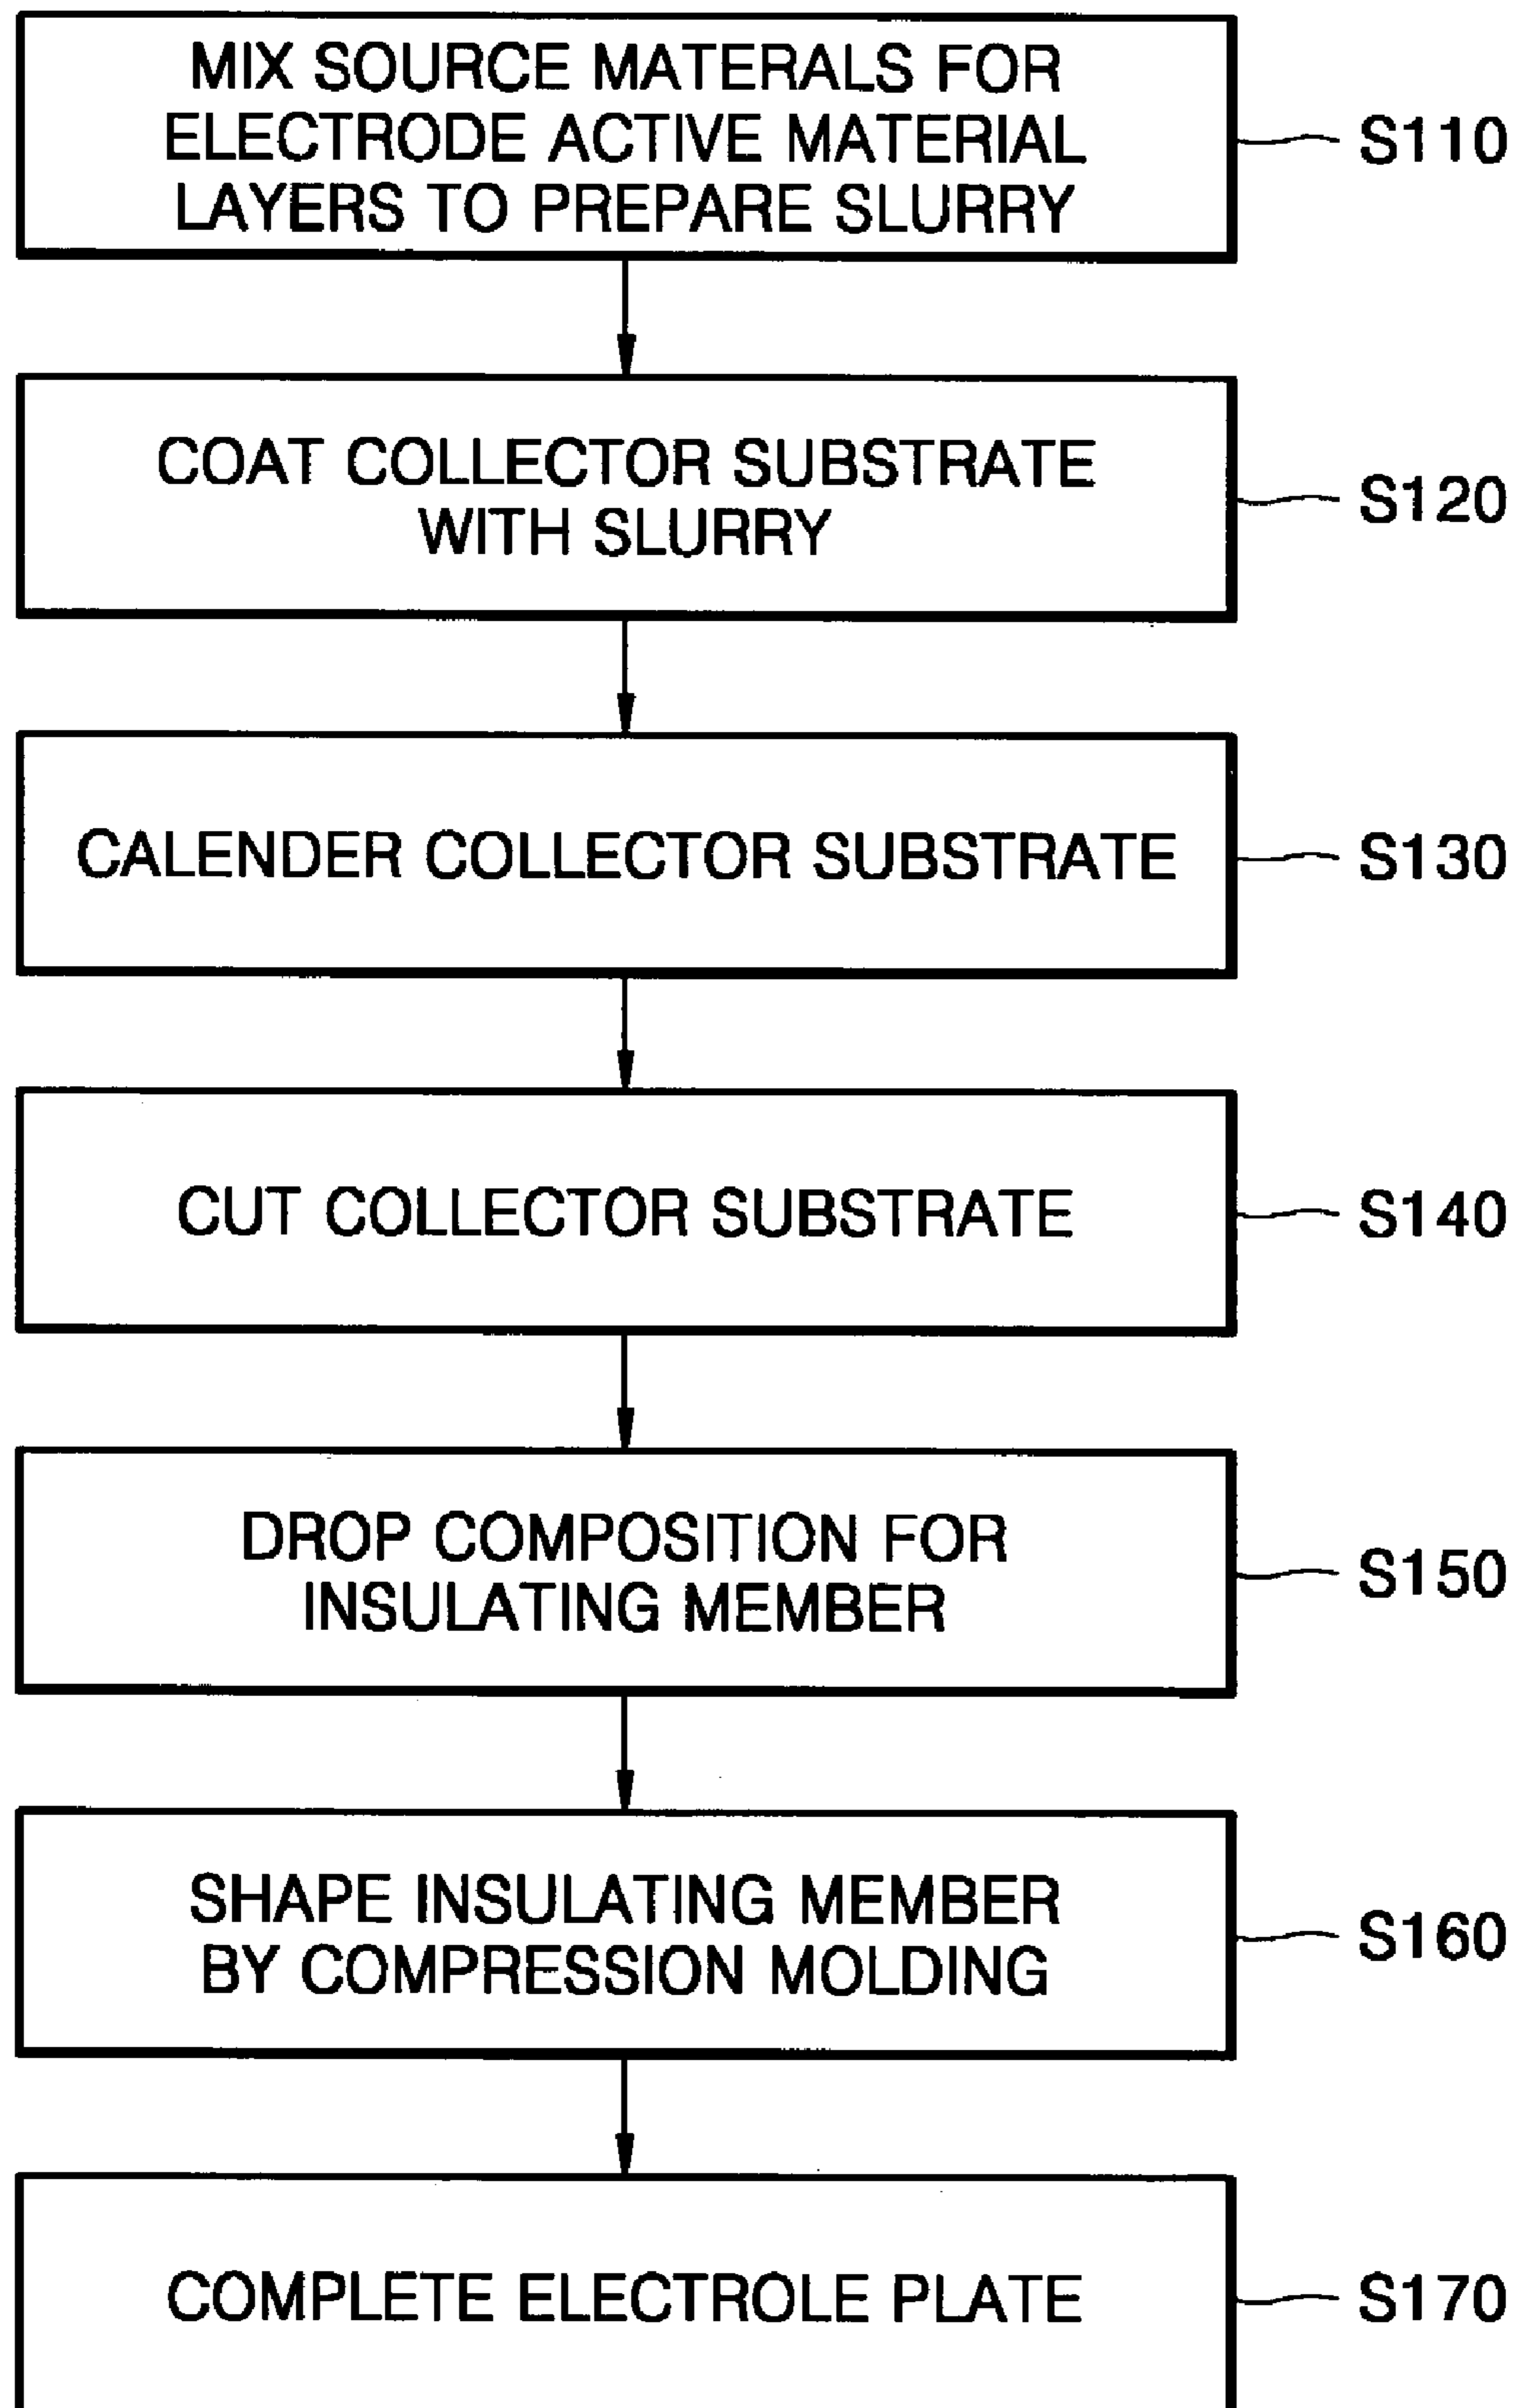 MIX SOURCE MATERALS FOR
ELECTRODE ACTIVE MATERIAL
LAYERS TO PREPARE SLURRY
S110
COAT COLLECTOR SUBSTRATE
WITH SLURRY
S120
CALENDER COLLECTOR SUBSTRATE
S130
CUT COLLECTOR SUBSTRATE
S140
DROP COMPOSITION FOR
INSULATING MEMBER
S150
SHAPE INSULATING MEMBER
BY COMPRESSION MOLDING
S160
COMPLETE ELECTROLE PLATE
S170